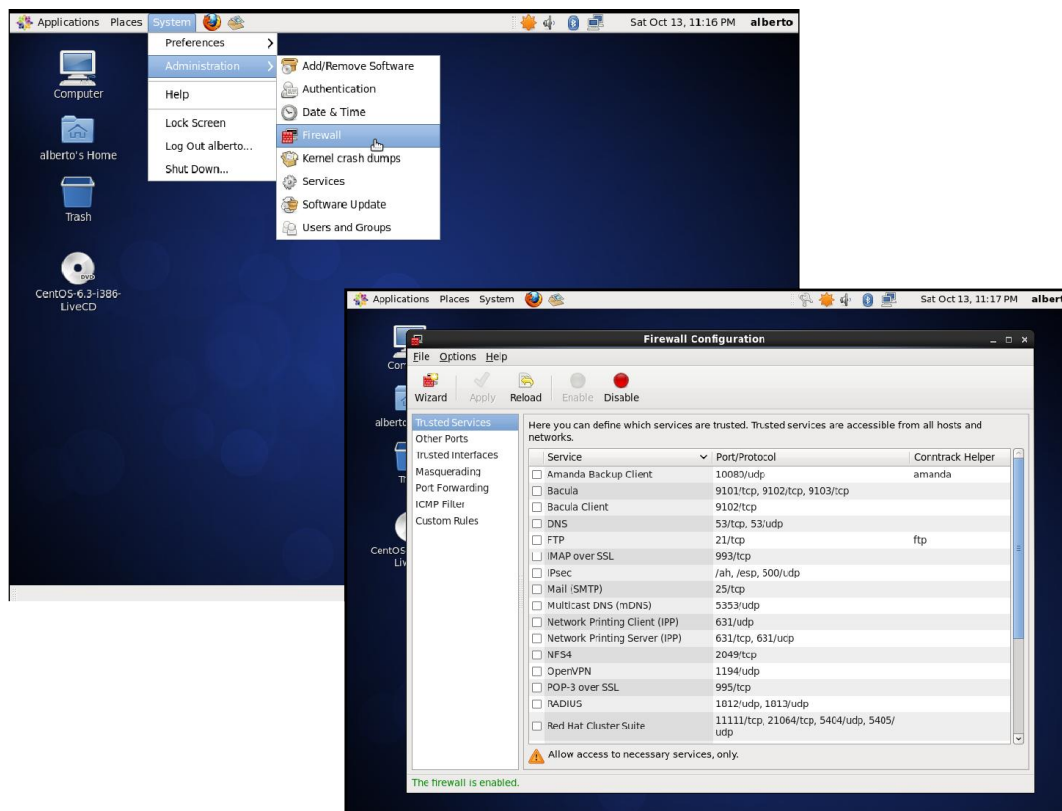 Applications Places System Sat Oct 13, 11:16 PM alberto
Preferences
Administration
Help
Lock Screen
Log Out alberto...
Shut Down...
Add/Remove Software
Authentication
Date & Time
Firewall
Kernel crash dumps
Services
Software Update
Users and Groups
Computer
alberto's Home
Trash
DVD
CentOS-6.3-i386-
LiveCD
Applications Places System Sat Oct 13, 11:17 PM albert
Firewall Configuration
File Options Help
Wizard Apply Reload Enable Disable
Trusted Services
Other Ports
Trusted Interfaces
Masquerading
Port Forwarding
ICMP Filter
Custom Rules
Here you can define which services are trusted. Trusted services are accessible from all hosts and
networks.
Service Port/Protocol Conntrack Helper
Amanda Backup Client 10080/udp amanda
Bacula 9101/tcp, 9102/tcp, 9103/tcp
Bacula Client 9102/tcp
DNS 53/tcp, 53/udp
FTP 21/tcp ftp
IMAP over SSL 993/tcp
IPsec /ah, /esp, 500/udp
Mail (SMTP) 25/tcp
Multicast DNS (mDNS) 5353/udp
Network Printing Client (IPP) 631/udp
Network Printing Server (IPP) 631/tcp, 631/udp
NFS4 2049/tcp
OpenVPN 1194/udp
POP-3 over SSL 995/tcp
RADIUS 1812/udp, 1813/udp
Red Hat Cluster Suite 11111/tcp, 21064/tcp, 5404/udp, 5405/
udp
Allow access to necessary services, only.
The firewall is enabled.
Com
alberto
CentOS
Liv